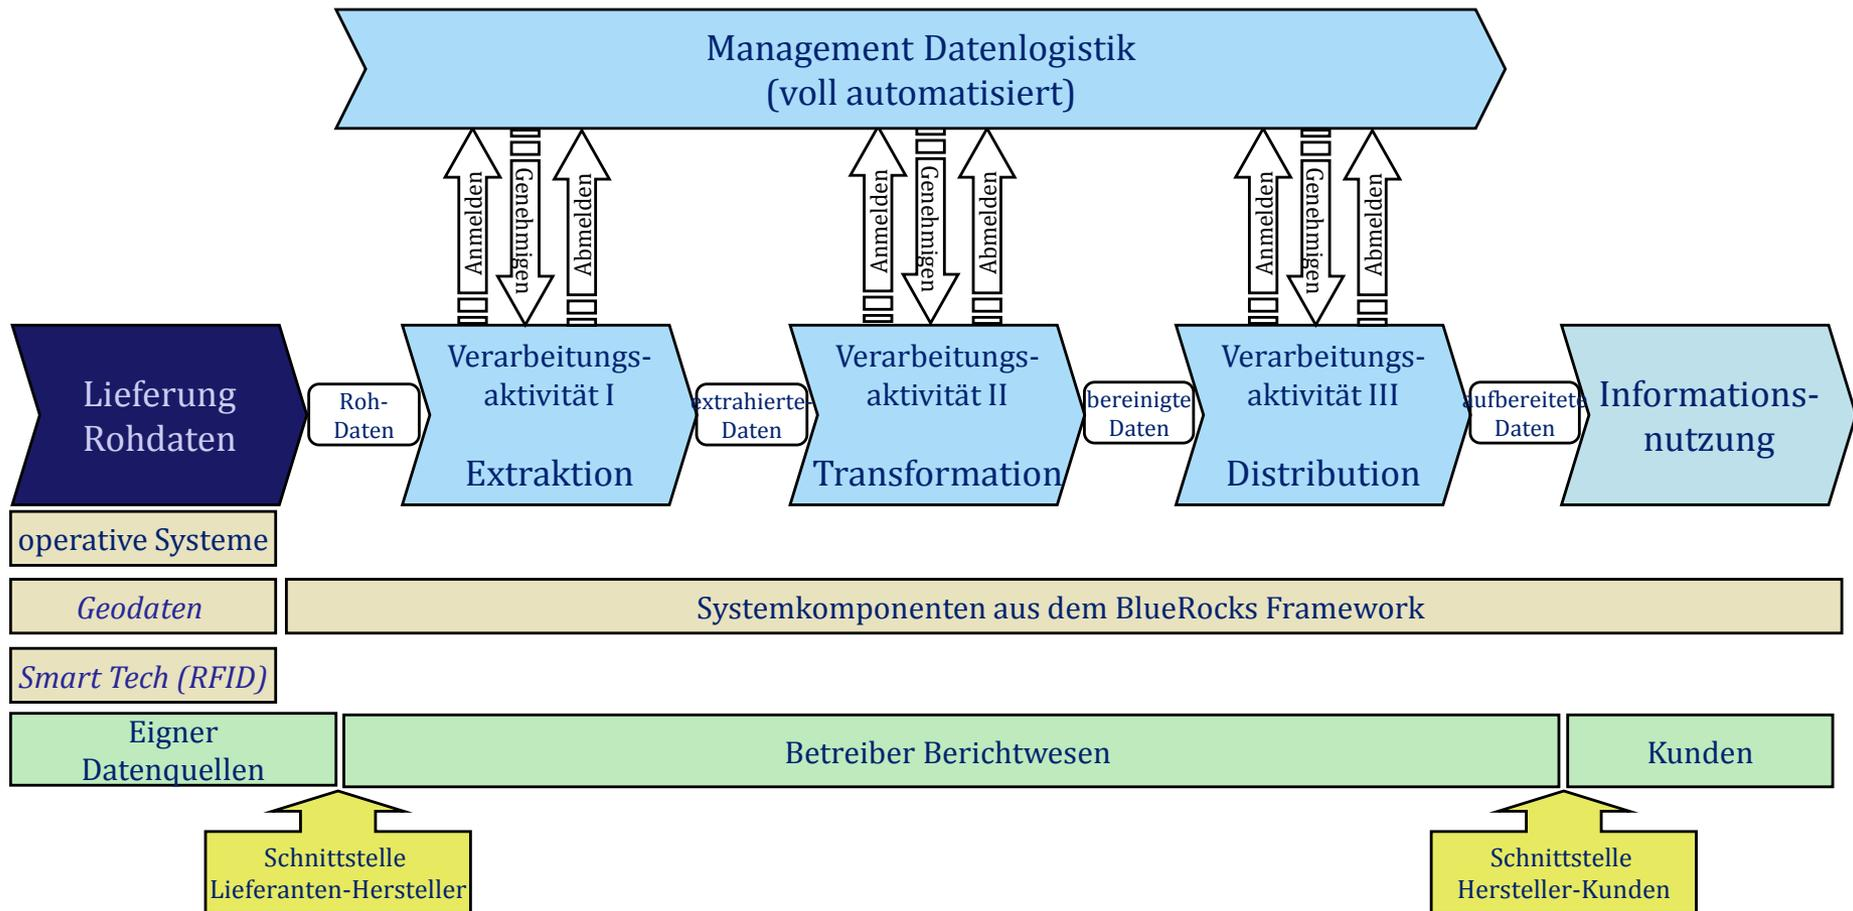 Management Datenlogistik
(voll automatisiert)
Anmelden
Genehmigen
Abmelden
Anmelden
Genehmigen
Abmelden
Anmelden
Genehmigen
Abmelden
Lieferung
Rohdaten
Roh-
Daten
Verarbeitungs-
aktivität I
Extraktion
extrahierte-
Daten
Verarbeitungs-
aktivität II
Transformation
bereinigte
Daten
Verarbeitungs-
aktivität III
Distribution
aufbereitete
Daten
Informations-
nutzung
operative Systeme
Geodaten
Systemkomponenten aus dem BlueRocks Framework
Smart Tech (RFID)
Eigner
Datenquellen
Betreiber Berichtwesen
Kunden
Schnittstelle
Lieferanten-Hersteller
Schnittstelle
Hersteller-Kunden